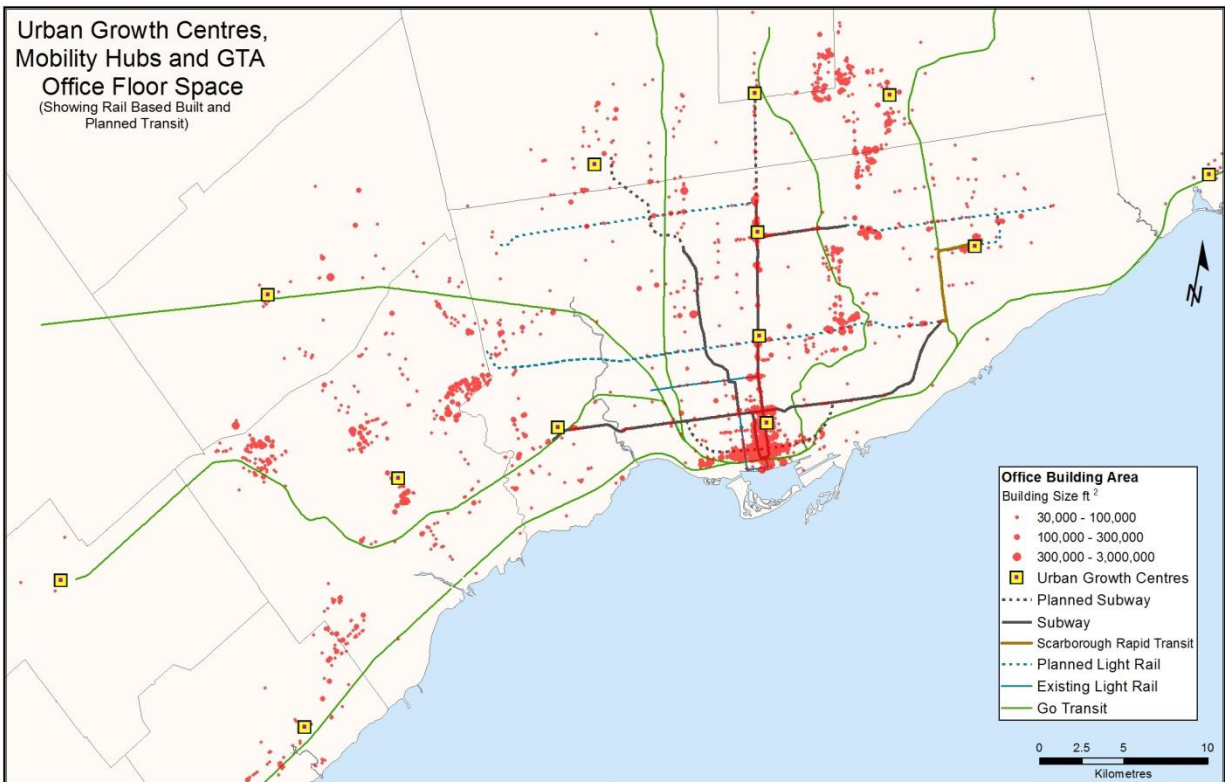 Urban Growth Centres,
Mobility Hubs and GTA
Office Floor Space
(Showing Rail Based Built and
Planned Transit)
N
Office Building Area
Building Size ft ²
30,000 - 100,000
100,000 - 300,000
300,000 - 3,000,000
Urban Growth Centres
Planned Subway
Subway
Scarborough Rapid Transit
Planned Light Rail
Existing Light Rail
Go Transit
0 2.5 5 10
Kilometres